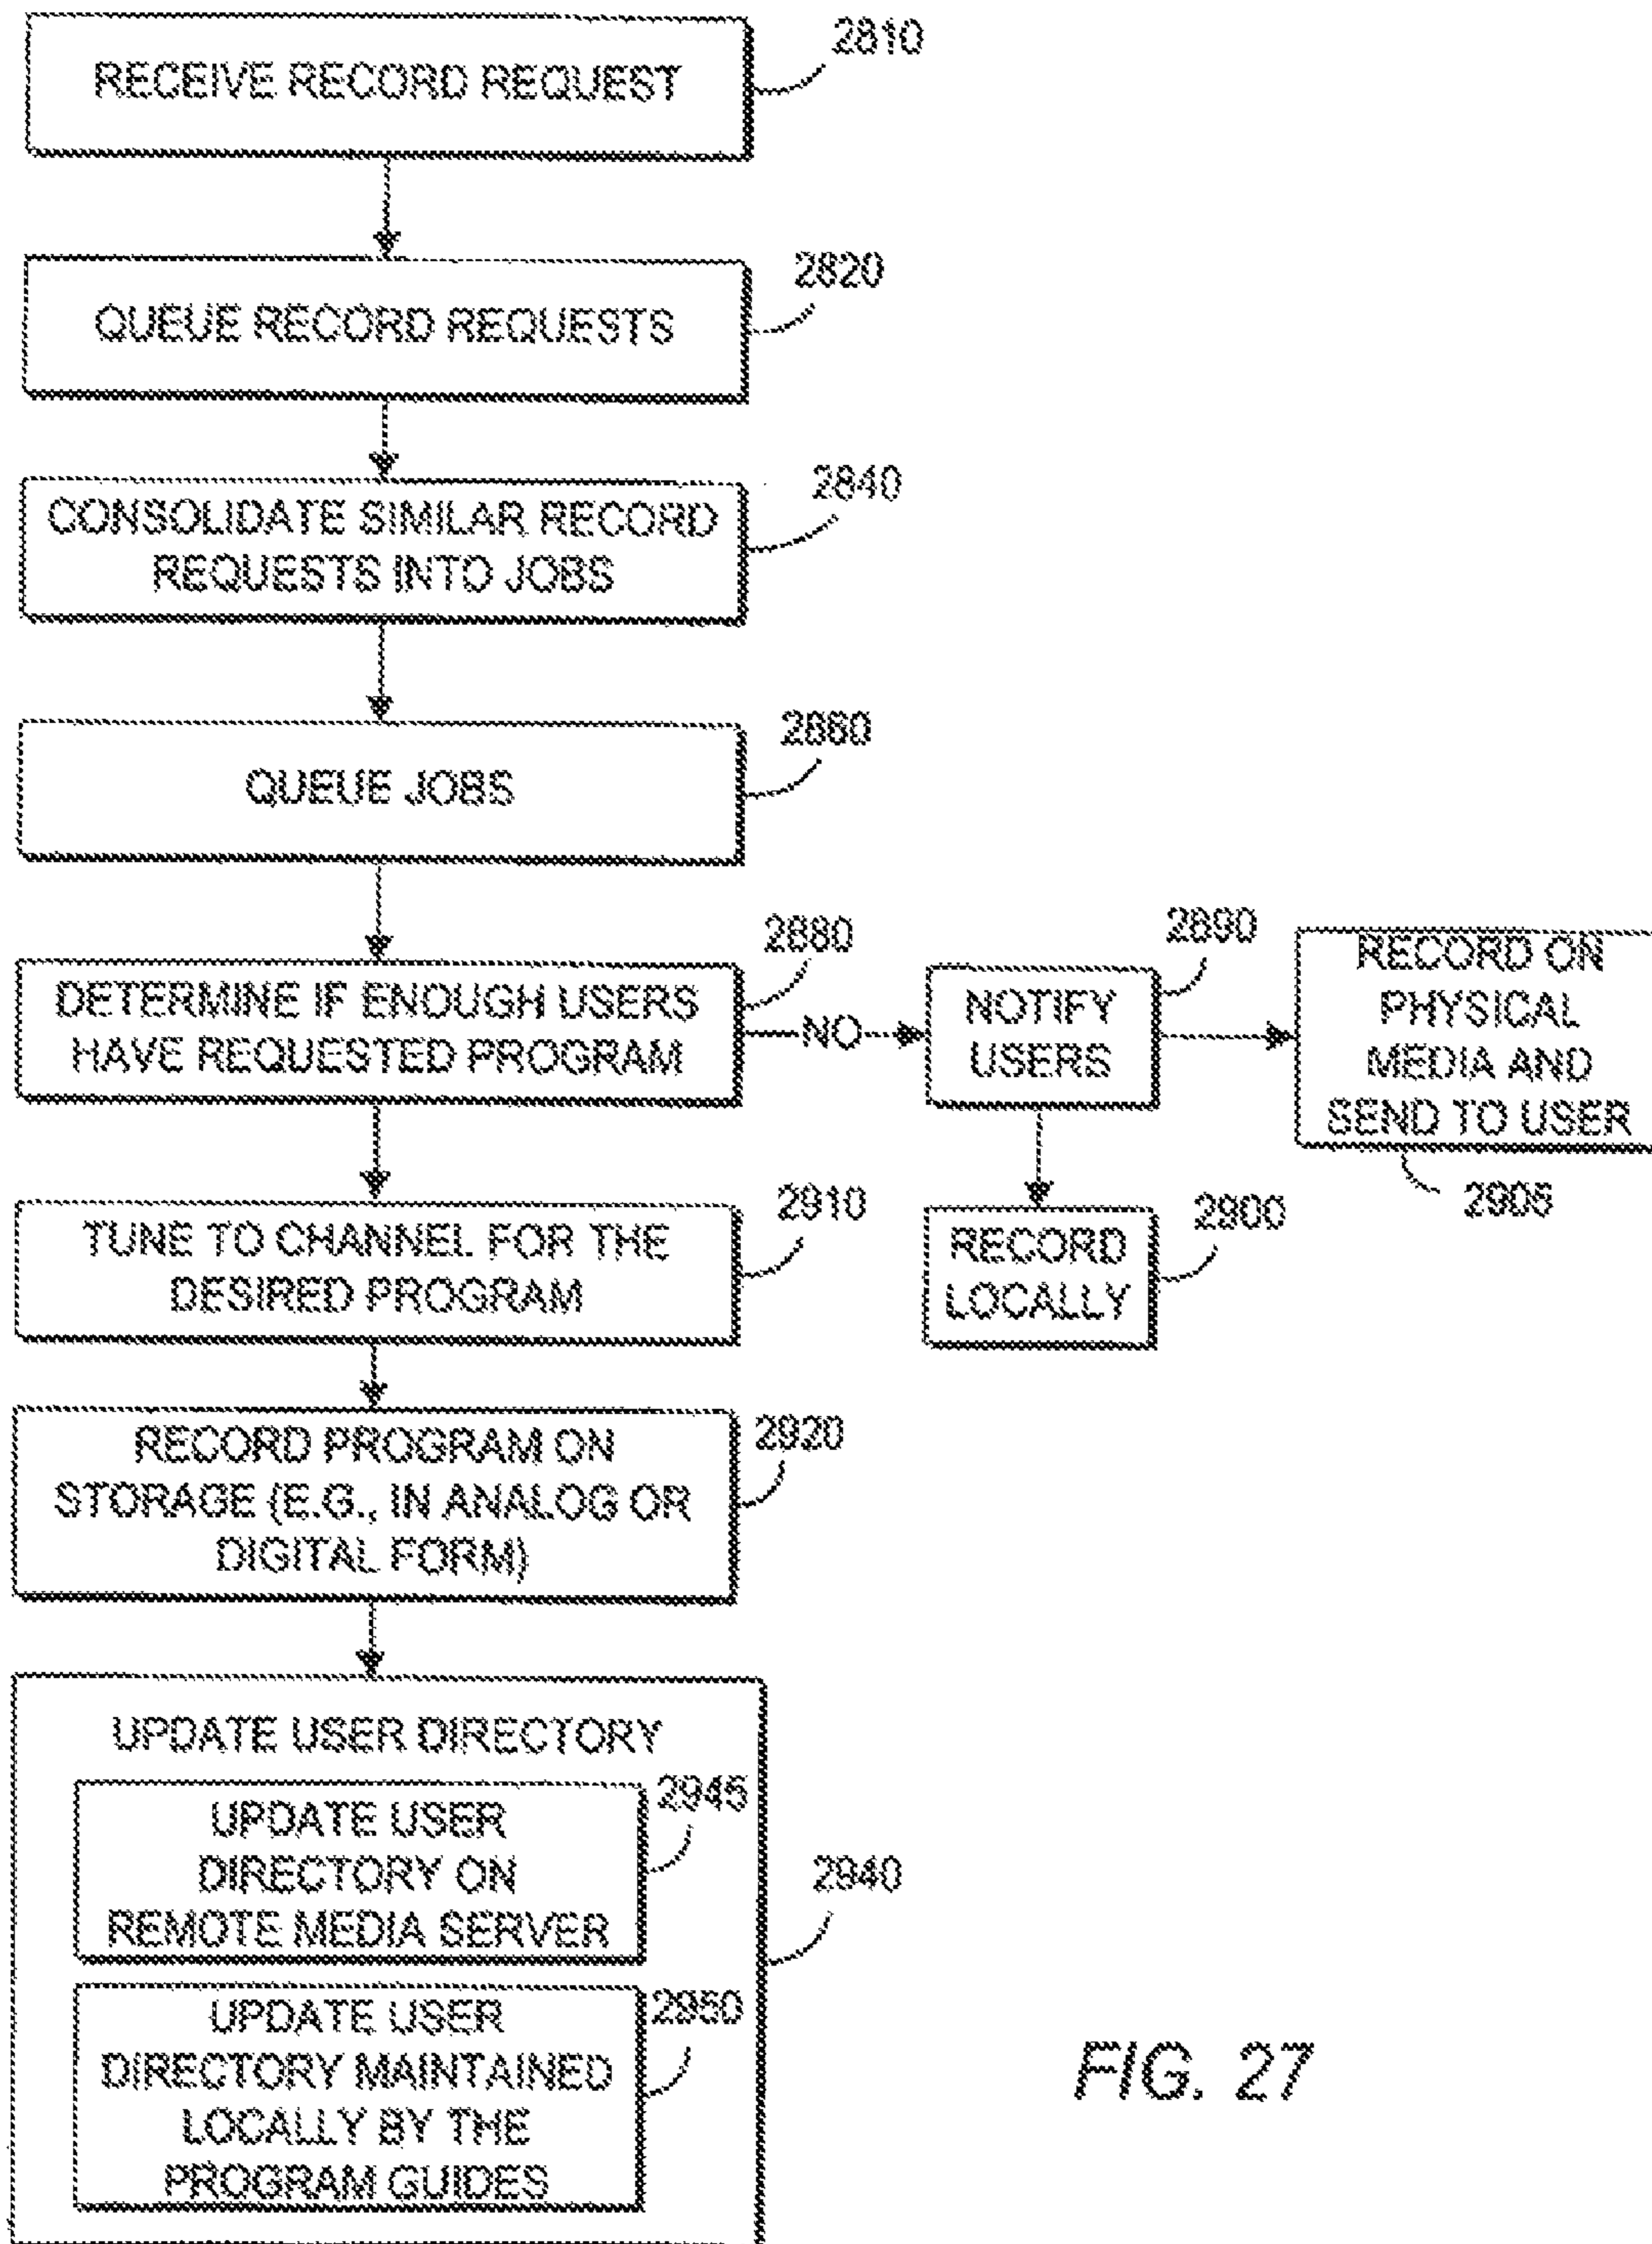 RECEIVE RECORD REQUEST
2810
QUEUE RECORD REQUESTS
2820
CONSOLIDATE SIMILAR RECORD
REQUESTS INTO JOBS
2840
QUEUE JOBS
2860
DETERMINE IF ENOUGH USERS
HAVE REQUESTED PROGRAM
2880
NO
NOTIFY
USERS
2890
RECORD ON
PHYSICAL
MEDIA AND
SEND TO USER
2905
RECORD
LOCALLY
2900
TUNE TO CHANNEL FOR THE
DESIRED PROGRAM
2910
RECORD PROGRAM ON
STORAGE (E.G., IN ANALOG OR
DIGITAL FORM)
2920
UPDATE USER DIRECTORY
2940
UPDATE USER
DIRECTORY ON
REMOTE MEDIA SERVER
2945
UPDATE USER
DIRECTORY MAINTAINED
LOCALLY BY THE
PROGRAM GUIDES
2950
FIG. 27